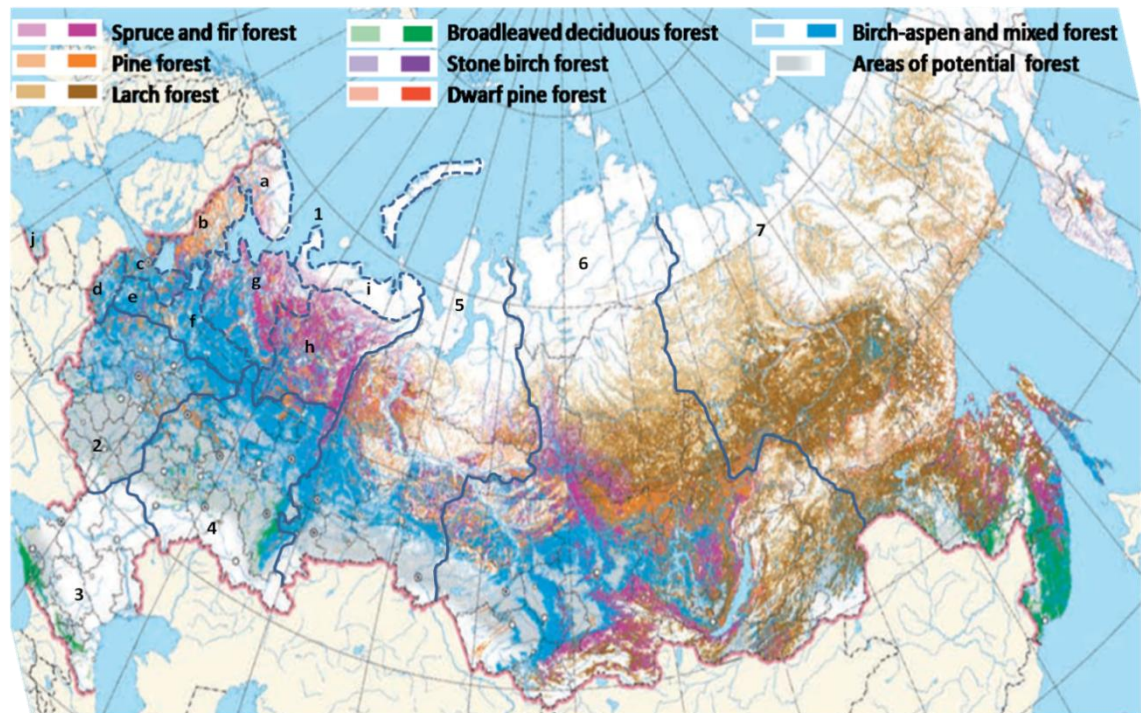 Spruce and fir forest
Pine forest
Larch forest
Broadleaved deciduous forest
Stone birch forest
Dwarf pine forest
Birch-aspen and mixed forest
Areas of potential forest
a
b
1
j
c
d
e
g
f
i
h
5
6
7
2
4
3